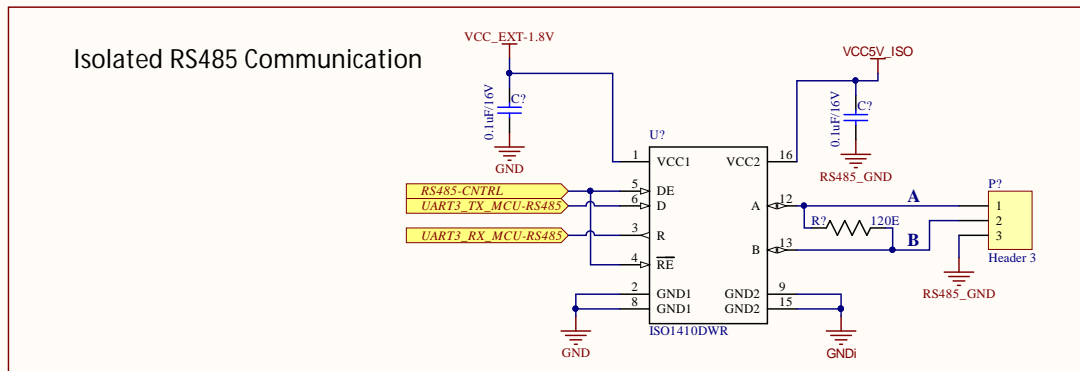 Isolated RS485 Communication
VCC_EXT-1.8V
C?
0.1uF/16V
GND
VCC5V_ISO
C?
0.1uF/16V
RS485_GND
U?
1 VCC1
VCC2 16
RS485-CNTRL
5 DE
UART3_TX_MCU-RS485
6 D
UART3_RX_MCU-RS485
3 R
4 RE
2 GND1
8 GND1
A 12
B 13
9 GND2
15 GND2
ISO1410DWR
GND
GNDi
A
R? 120E
B
P?
1
2
3
Header 3
RS485_GND